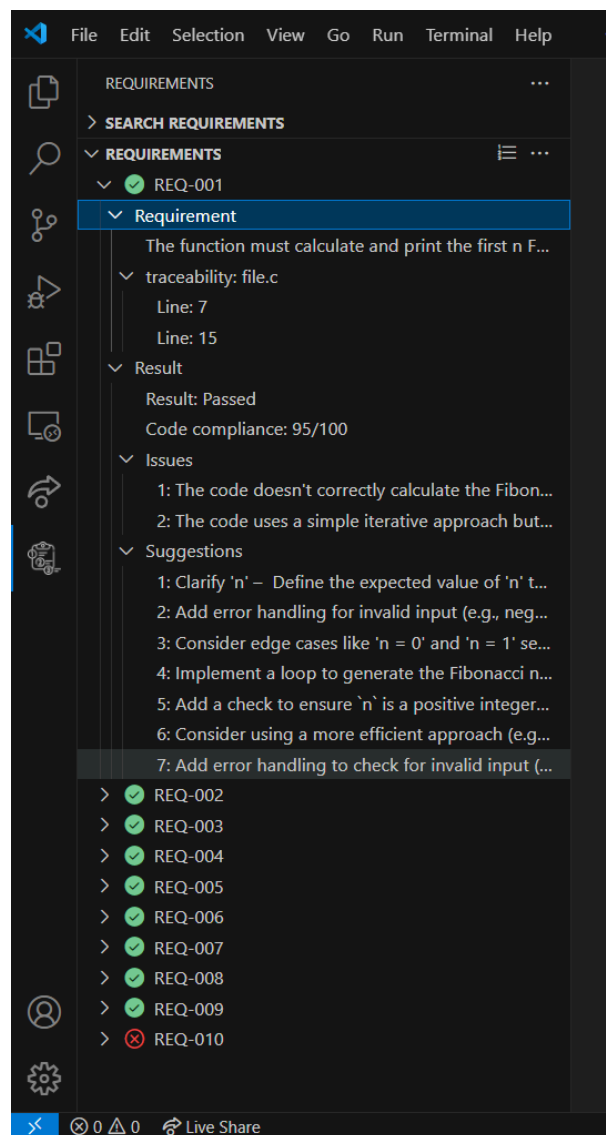 File Edit Selection View Go Run Terminal Help
REQUIREMENTS
SEARCH REQUIREMENTS
REQUIREMENTS
REQ-001
Requirement
The function must calculate and print the first n F...
traceability: file.c
Line: 7
Line: 15
Result
Result: Passed
Code compliance: 95/100
Issues
1: The code doesn't correctly calculate the Fibon...
2: The code uses a simple iterative approach but...
Suggestions
1: Clarify 'n' – Define the expected value of 'n' t...
2: Add error handling for invalid input (e.g., neg...
3: Consider edge cases like 'n = 0' and 'n = 1' se...
4: Implement a loop to generate the Fibonacci n...
5: Add a check to ensure `n` is a positive integer...
6: Consider using a more efficient approach (e.g...
7: Add error handling to check for invalid input (...
REQ-002
REQ-003
REQ-004
REQ-005
REQ-006
REQ-007
REQ-008
REQ-009
REQ-010
0 0 Live Share